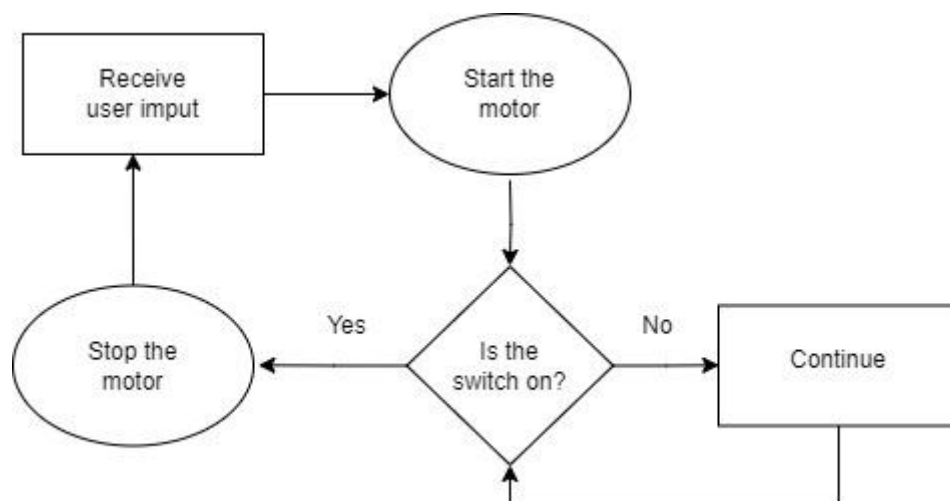 Receive
user imput
Start the
motor
Yes
No
Stop the
motor
Is the
switch on?
Continue